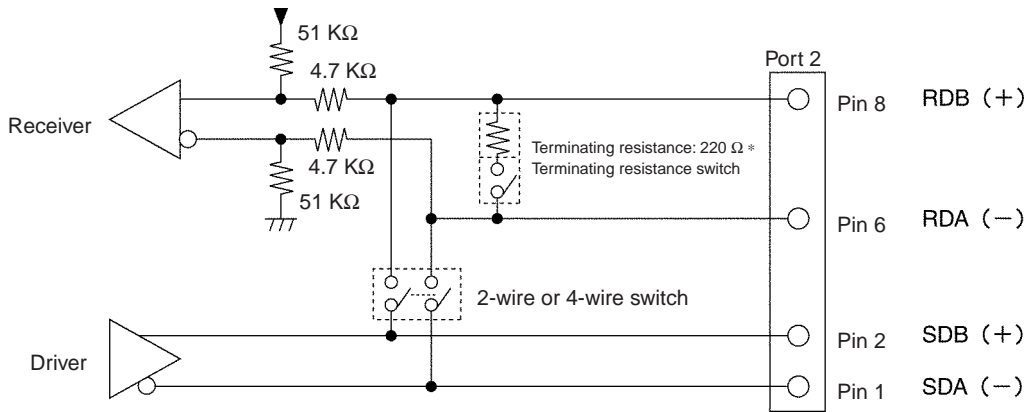 51 KΩ
4.7 KΩ
Port 2
Receiver
Pin 8 RDB (+)
Terminating resistance: 220 Ω *
Terminating resistance switch
4.7 KΩ
51 KΩ
Pin 6 RDA (−)
2-wire or 4-wire switch
Driver
Pin 2 SDB (+)
Pin 1 SDA (−)